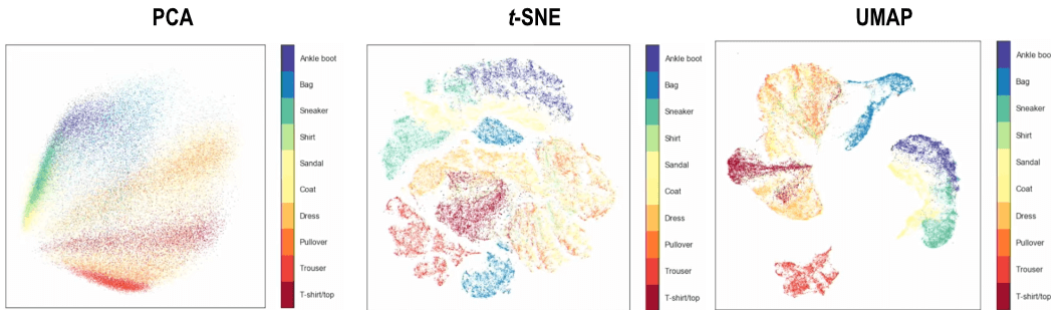 PCA
Ankle boot
Bag
Sneaker
Shirt
Sandal
Coat
Dress
Pullover
Trouser
T-shirt/top
t-SNE
Ankle boot
Bag
Sneaker
Shirt
Sandal
Coat
Dress
Pullover
Trouser
T-shirt/top
UMAP
Ankle boo
Bag
Sneaker
Shirt
Sandal
Coat
Dress
Pullover
Trouser
T-shirt/top